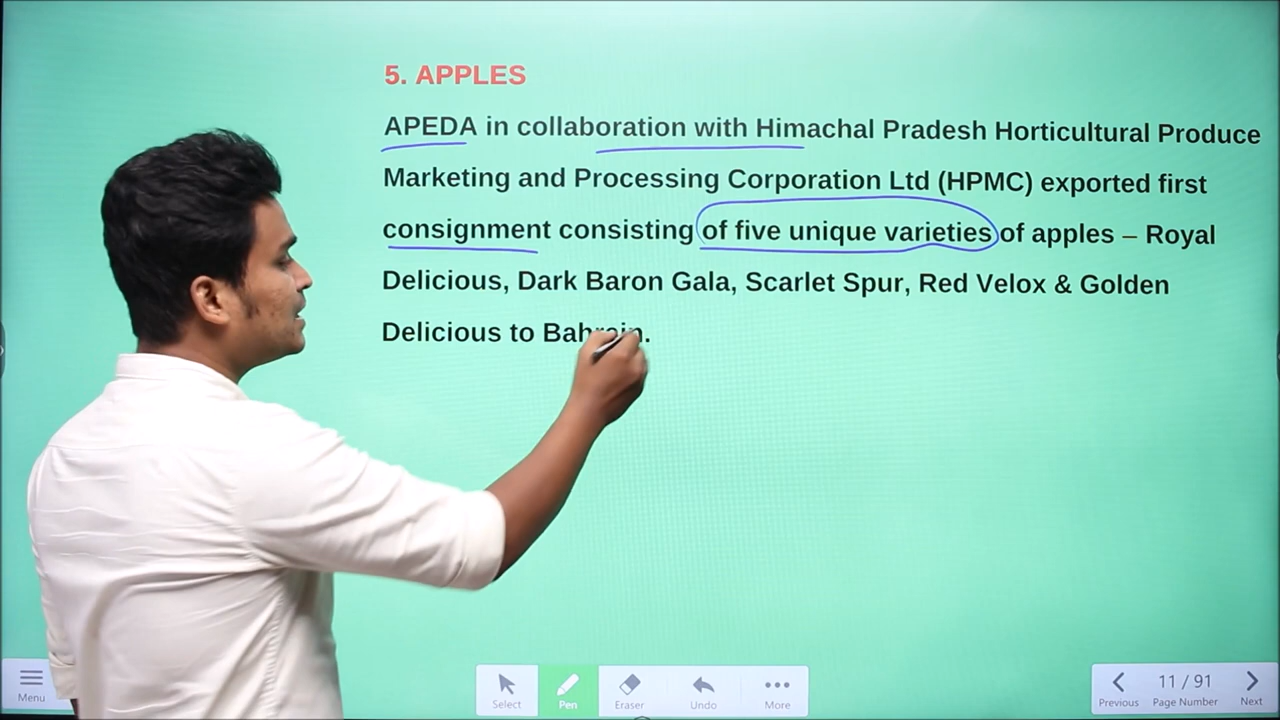 5. APPLES
APEDA in collaboration with Himachal Pradesh Horticultural Produce
Marketing and Processing Corporation Ltd (HPMC) exported first
consignment consisting of five unique varieties of apples – Royal
Delicious, Dark Baron Gala, Scarlet Spur, Red Velox & Golden
Delicious to Bahrain.
Menu
Select
Pen
Eraser
Undo
More
Previous
11 / 91
Page Number
Next